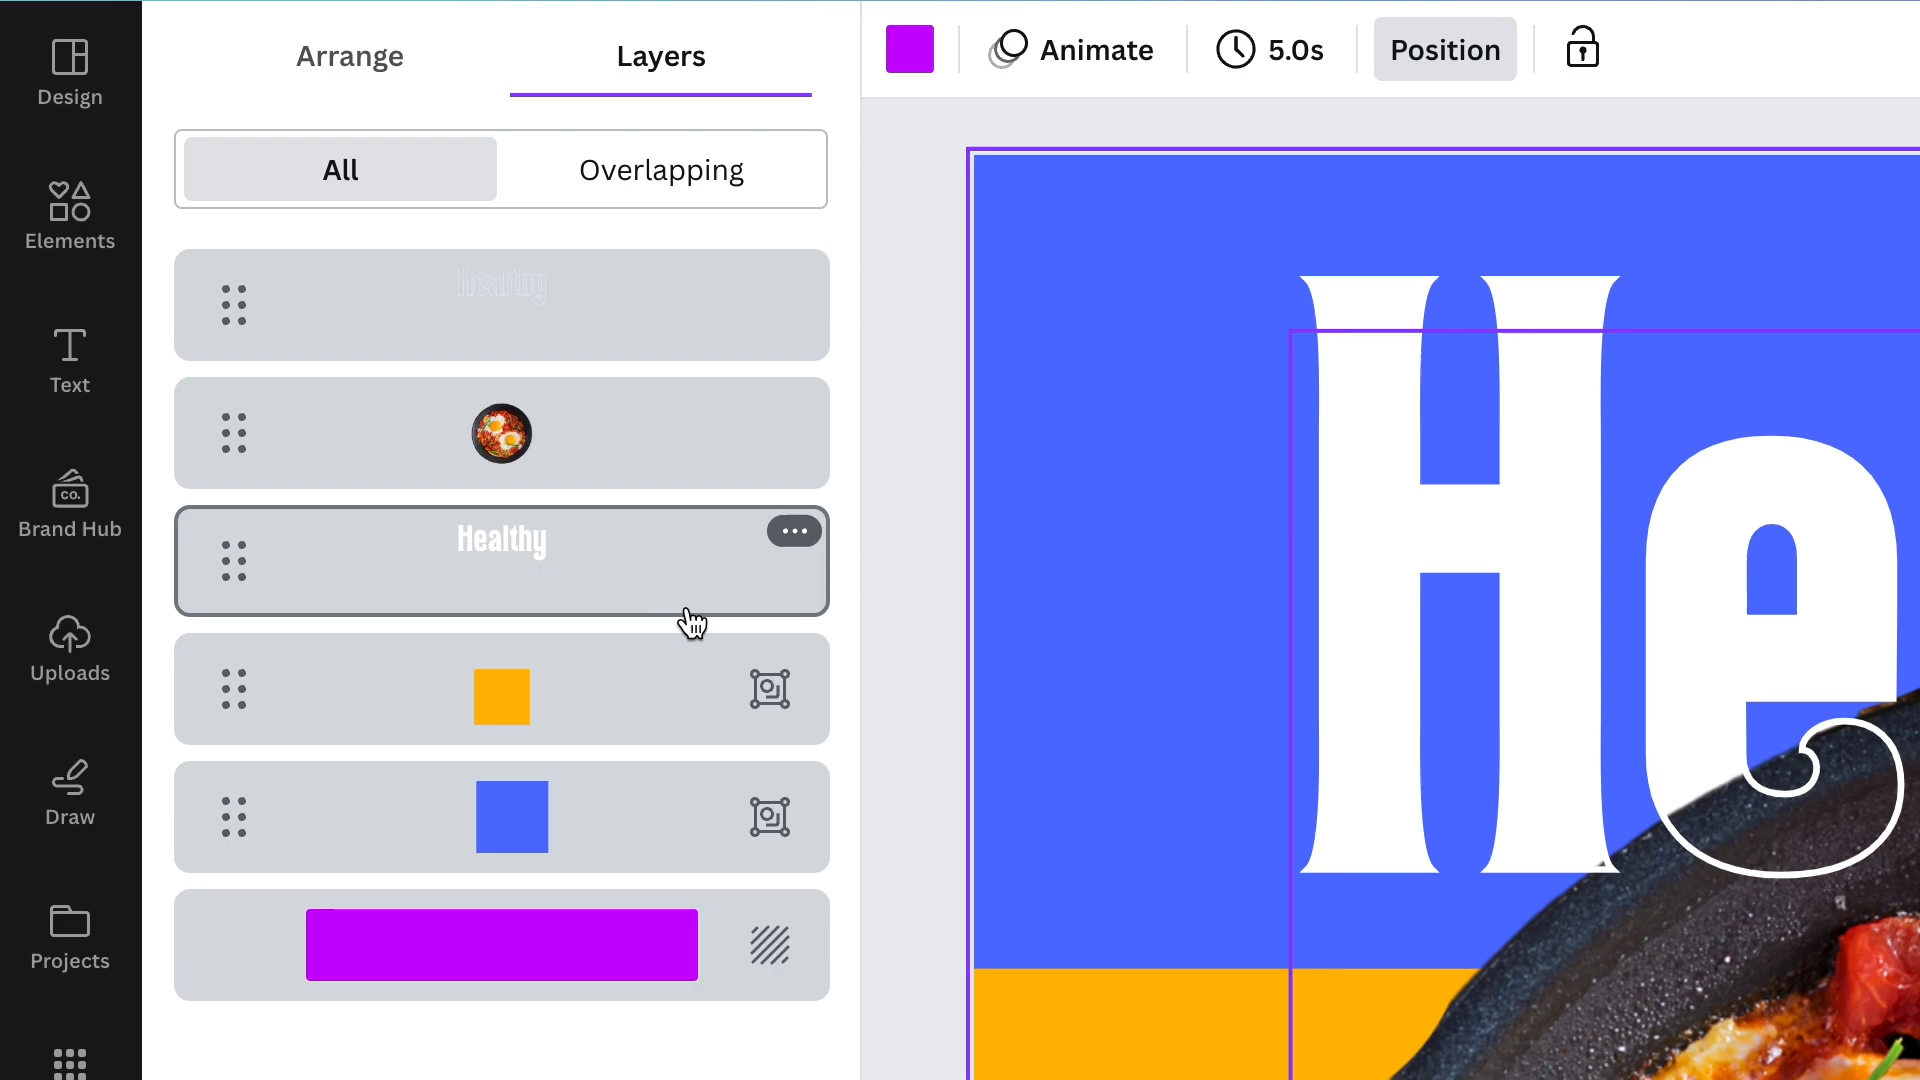 Design
Elements
Text
co.
Brand Hub
Uploads
Draw
Projects
Arrange
Layers
All
Overlapping
Healthy
Healthy
Animate
5.0s
Position
He